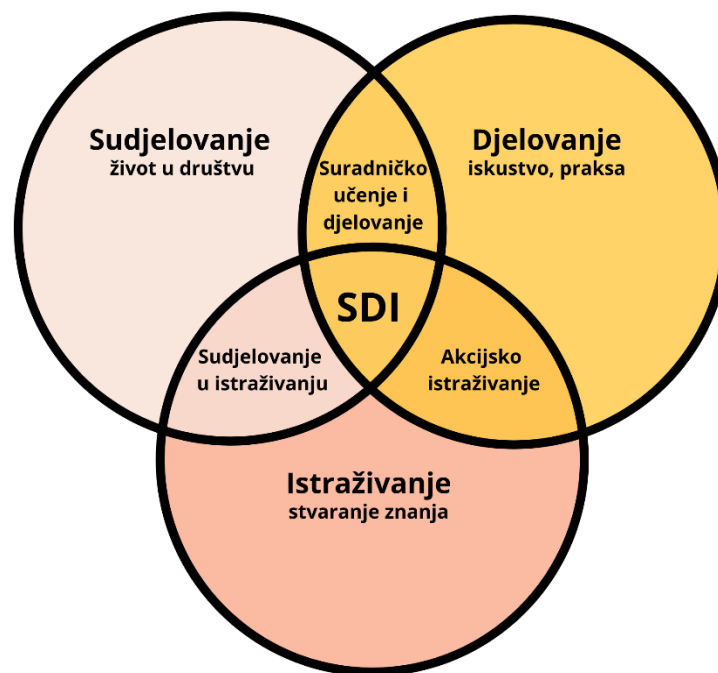 Sudjelovanje
život u društvu
Djelovanje
iskustvo, praksa
Suradničko
učenje i
djelovanje
SDI
Sudjelovanje
u istraživanju
Akcijsko
istraživanje
Istraživanje
stvaranje znanja